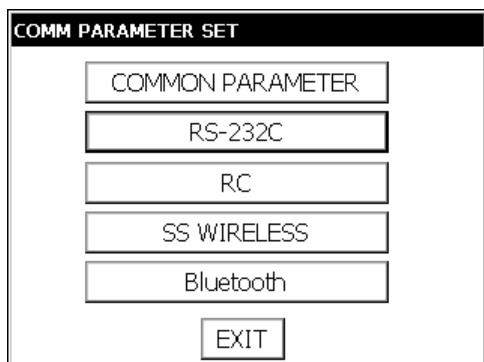 COMM PARAMETER SET
COMMON PARAMETER
RS-232C
RC
SS WIRELESS
Bluetooth
EXIT